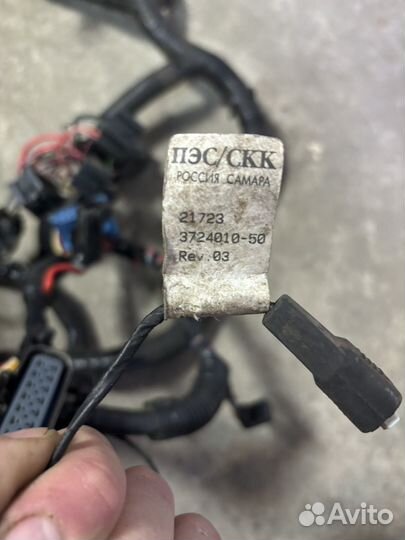 ПЭС/СКК
РОССИЯ САМАРА
21723
3724010-50
Rev.03
Avito